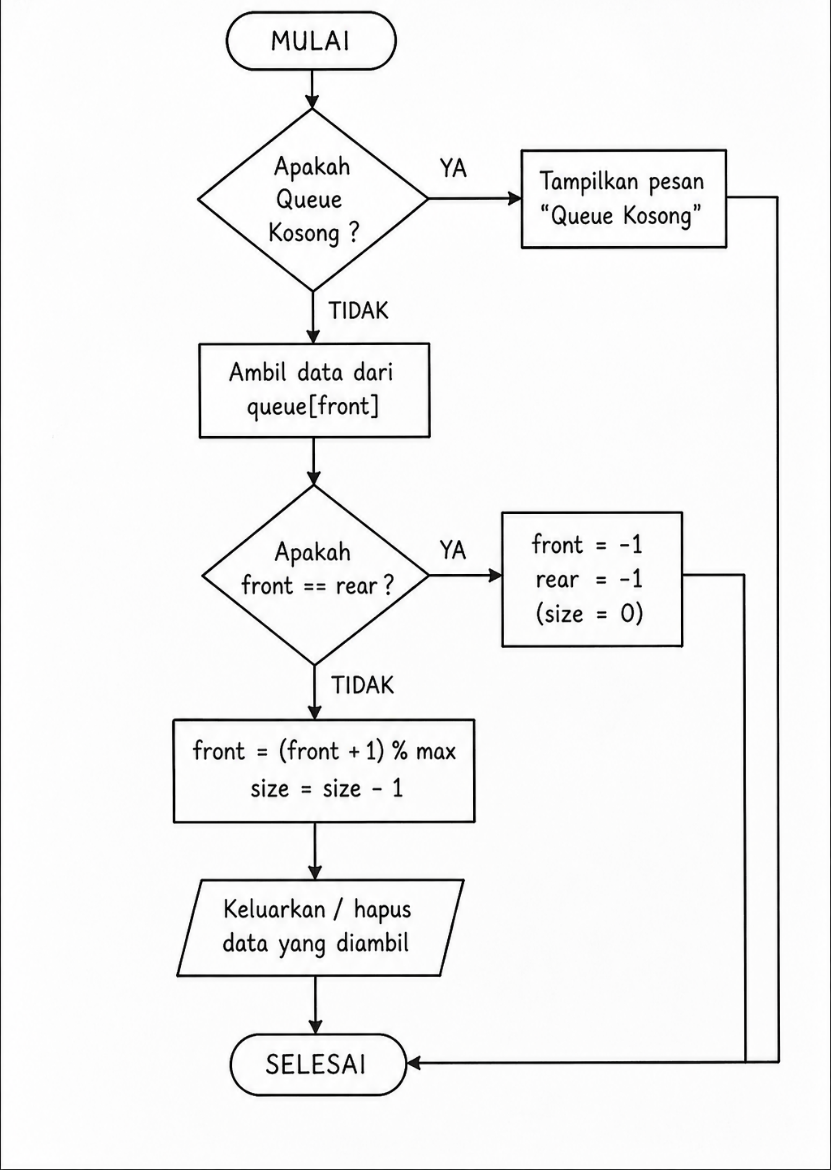 MULAI
Apakah
Queue
Kosong ?
YA
Tampilkan pesan
“Queue Kosong”
TIDAK
Ambil data dari
queue[front]
Apakah
front == rear ?
YA
front = -1
rear = -1
(size = 0)
TIDAK
front = (front + 1) % max
size = size - 1
Keluarkan / hapus
data yang diambil
SELESAI